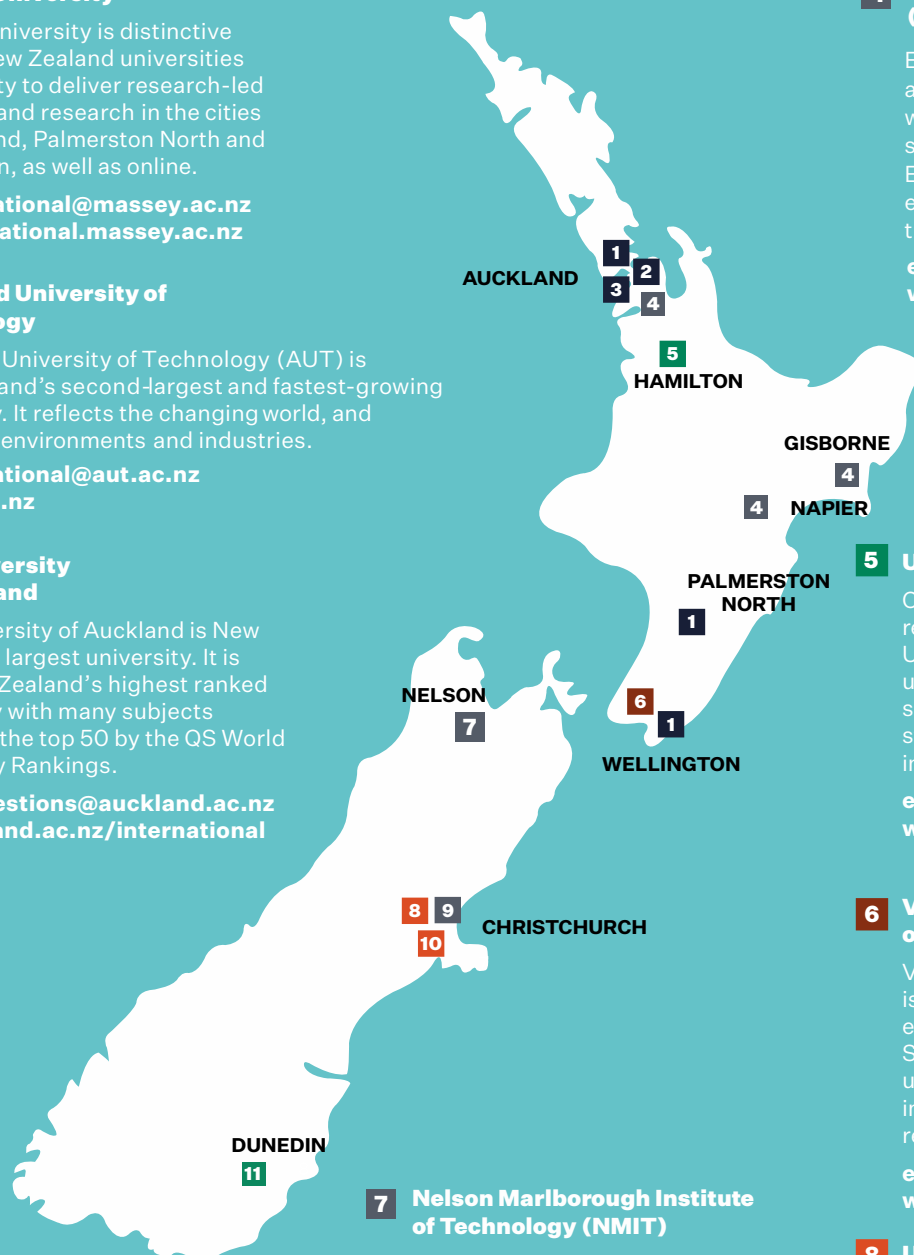 niversity is distinctive
ew Zealand universities
ty to deliver research-led
and research in the cities
nd, Palmerston North and
n, as well as online.
ational@massey.ac.nz
ational.massey.ac.nz
d University of
ogy
University of Technology (AUT) is
and's second-largest and fastest-growing
y. It reflects the changing world, and
environments and industries.
ational@aut.ac.nz
.nz
ersity
and
ersity of Auckland is New
largest university. It is
Zealand's highest ranked
y with many subjects
the top 50 by the QS World
y Rankings.
estions@auckland.ac.nz
and.ac.nz/international
1
2
AUCKLAND
3
4
5
HAMILTON
GISBORNE
4
4
NAPIER
PALMERSTON
NORTH
1
NELSON
7
6
1
WELLINGTON
8
9
CHRISTCHURCH
10
DUNEDIN
11
7
Nelson Marlborough Institute
of Technology (NMIT)
5
6
8